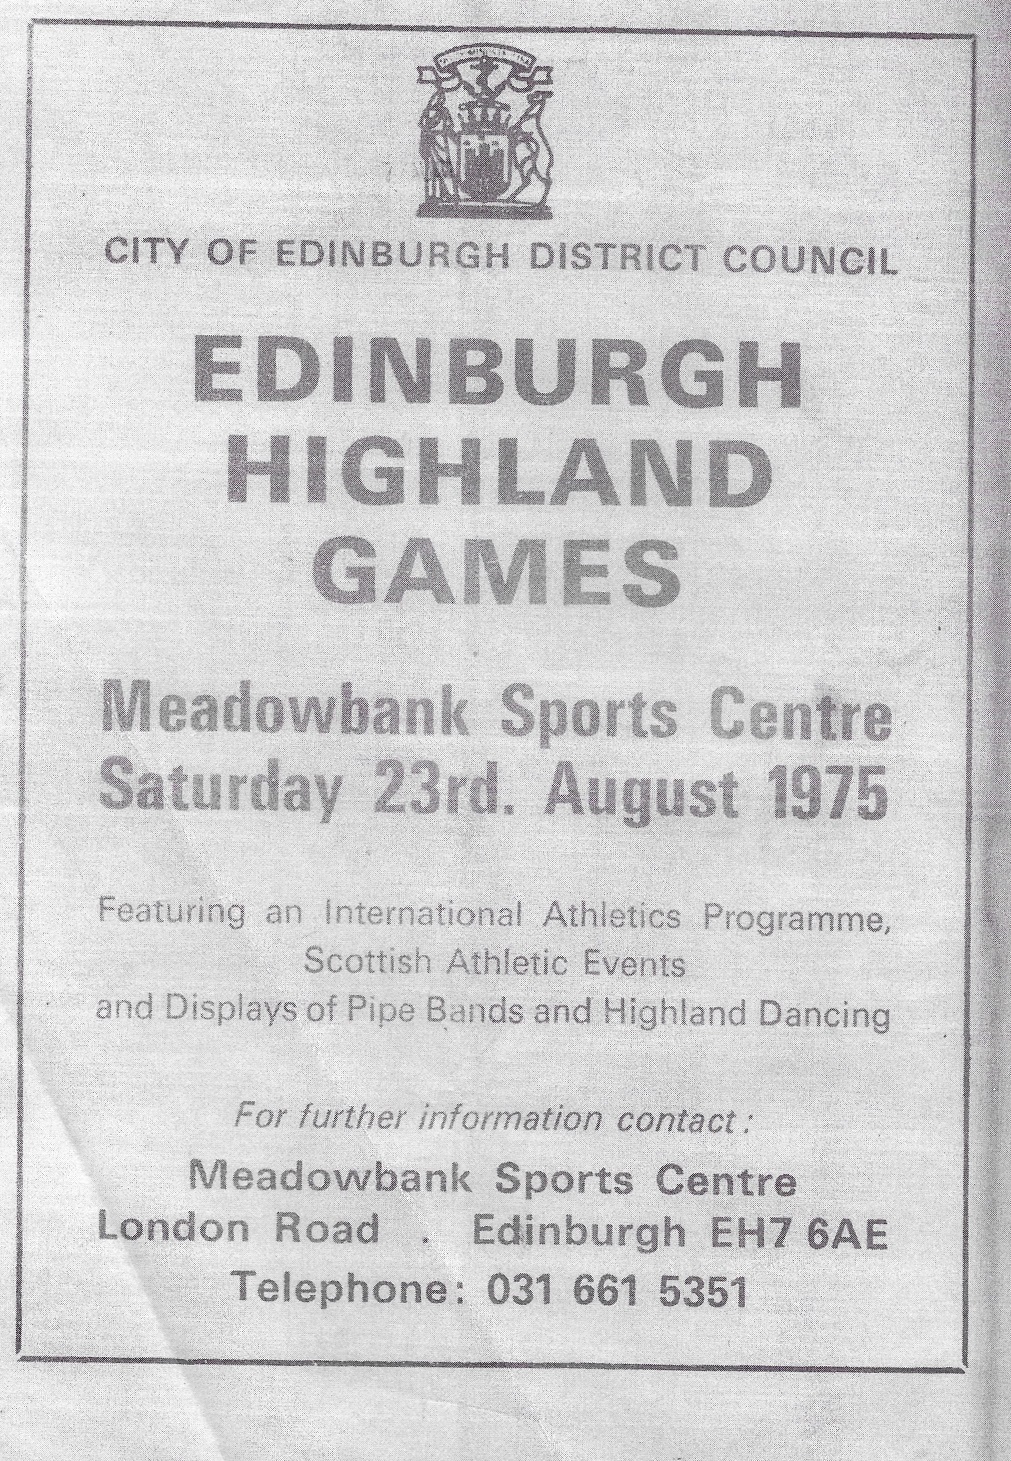 CITY OF EDINBURGH DISTRICT COUNCIL
EDINBURGH
HIGHLAND
GAMES
Meadowbank Sports Centre
Saturday 23rd. August 1975
Featuring an International Athletics Programme,
Scottish Athletic Events
and Displays of Pipe Bands and Highland Dancing
For further information contact:
Meadowbank Sports Centre
London Road . Edinburgh EH7 6AE
Telephone: 031 661 5351